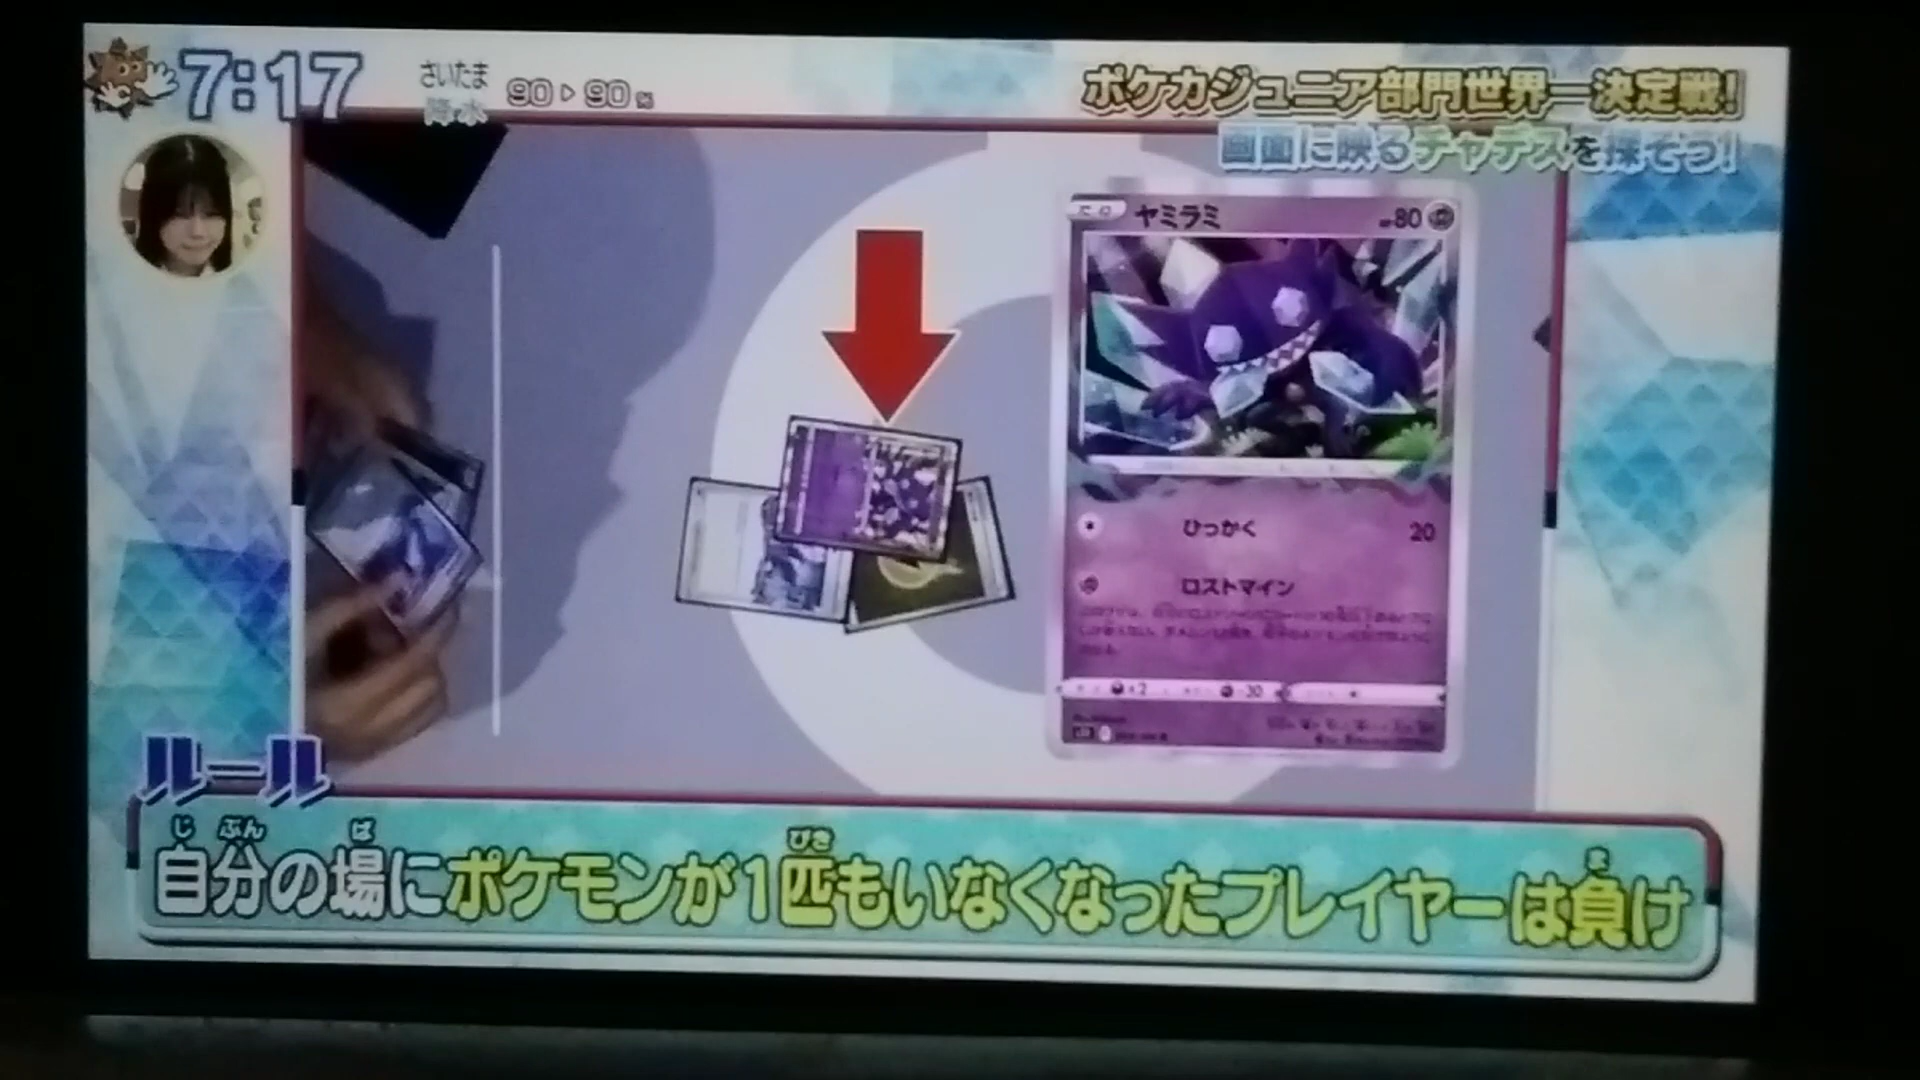 7:17
さいたま
降水
90 90%
ポケカジュニア部門世界一決定戦!
画面に映るチャデスを探そう!
ヤミラミ
80
ひっかく 20
ロストマイン
×2
-30
ルール
じ ぶん ば びき ま
自分の場にポケモンが1匹もいなくなったプレイヤーは負け